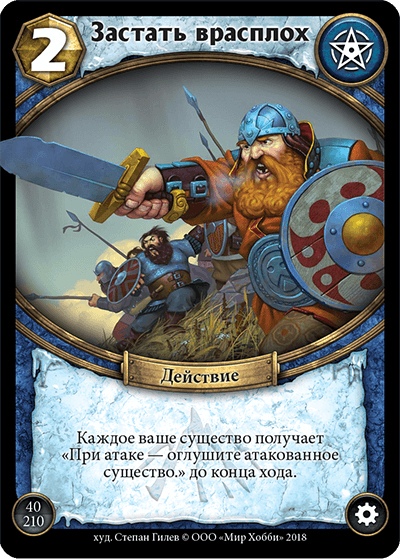 2
Застать врасплох
Действие
Каждое ваше существо получает
«При атаке — оглушите атакованное
существо.» до конца хода.
40
210
худ. Степан Гилев © ООО «Мир Хобби» 2018